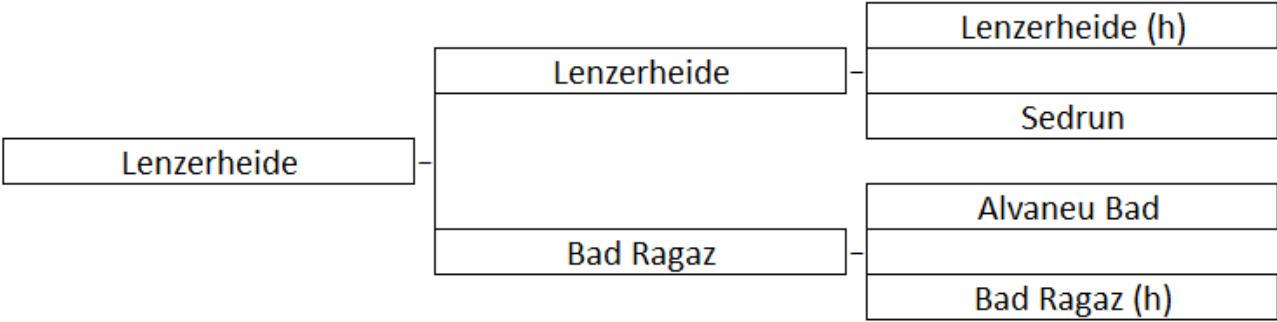 Lenzerheide (h)
Lenzerheide
Sedrun
Lenzerheide
Alvaneu Bad
Bad Ragaz
Bad Ragaz (h)